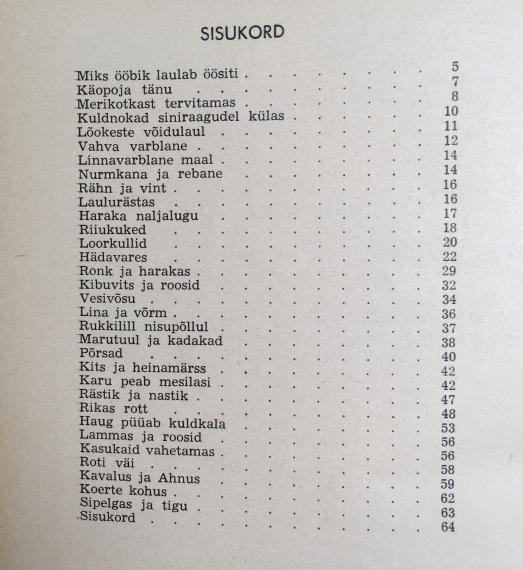 SISUKORD
Miks ööbik laulab öösiti . . . . . . . . 5
Käopoja tänu . . . . . . . . . . 7
Merikotkast tervitamas . . . . . . . . 8
Kuldnokad siniraagudel külas . . . . . . 10
Lõokeste võidulaul . . . . . . . . . 11
Vahva varblane . . . . . . . . . . 12
Linnavarblane maal . . . . . . . . . 14
Nurmkana ja rebane . . . . . . . . 14
Rähn ja vint . . . . . . . . . . . 16
Laulurästas . . . . . . . . . . . 16
Haraka naljalugu . . . . . . . . . 17
Riiukuked . . . . . . . . . . . 18
Loorkullid . . . . . . . . . . . 20
Hädavares . . . . . . . . . . . 22
Ronk ja harakas . . . . . . . . . . 29
Kibuvits ja roosid . . . . . . . . . 32
Vesivõsu . . . . . . . . . . . . 34
Lina ja võrm . . . . . . . . . . . 36
Rukkilill nisupõllul . . . . . . . . . 37
Marutuul ja kadakad . . . . . . . . 38
Põrsad . . . . . . . . . . . . 40
Kits ja heinamärss . . . . . . . . . 42
Karu peab mesilasi . . . . . . . . . 42
Rästik ja nastik . . . . . . . . . . 47
Rikas rott . . . . . . . . . . . 48
Haug püüab kuldkala . . . . . . . . 53
Lammas ja roosid . . . . . . . . . 56
Kasukaid vahetamas . . . . . . . . . 56
Roti väi . . . . . . . . . . . . 58
Kavalus ja Ahnus . . . . . . . . . 59
Koerte kohus . . . . . . . . . . . 62
Sipelgas ja tigu . . . . . . . . . . 63
Sisukord . . . . . . . . . . . . 64